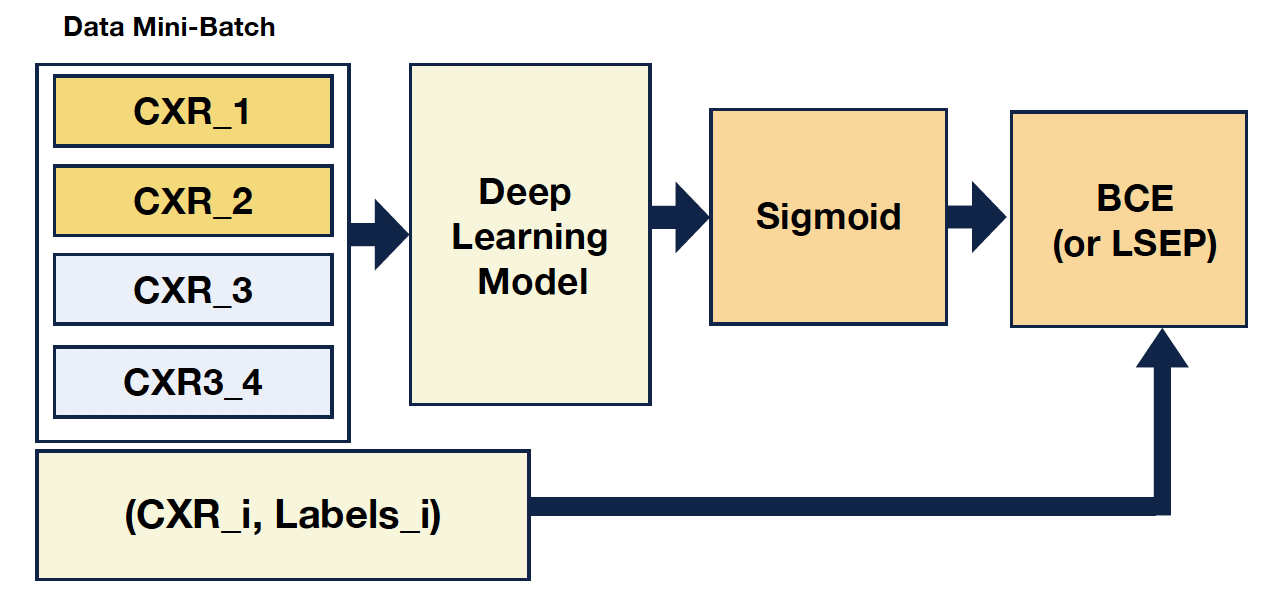 Data Mini-Batch
CXR_1
CXR_2
CXR_3
CXR3_4
Deep
Learning
Model
Sigmoid
BCE
(or LSEP)
(CXR_i, Labels_i)